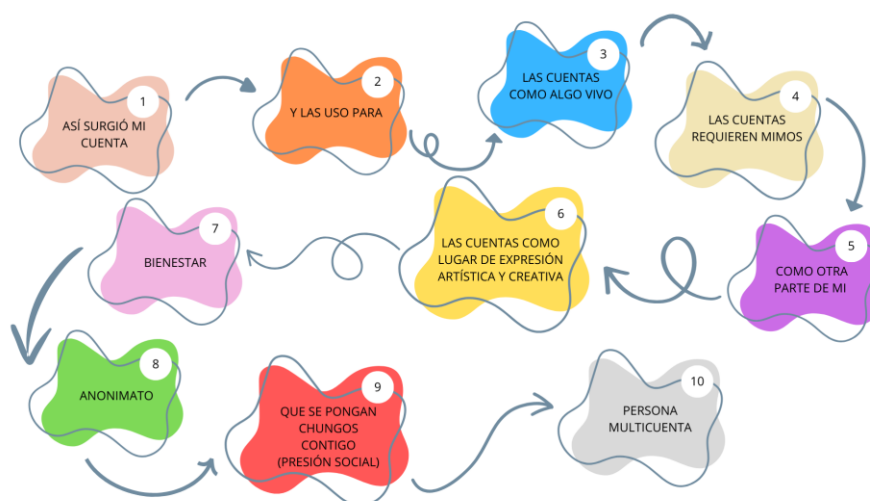 1
ASÍ SURGIÓ MI
CUENTA
2
Y LAS USO PARA
3
LAS CUENTAS
COMO ALGO VIVO
4
LAS CUENTAS
REQUIEREN MIMOS
5
COMO OTRA
PARTE DE MI
6
LAS CUENTAS COMO
LUGAR DE EXPRESIÓN
ARTÍSTICA Y CREATIVA
7
BIENESTAR
8
ANONIMATO
9
QUE SE PONGAN
CHUNGOS
CONTIGO
(PRESIÓN SOCIAL)
10
PERSONA
MULTICUENTA